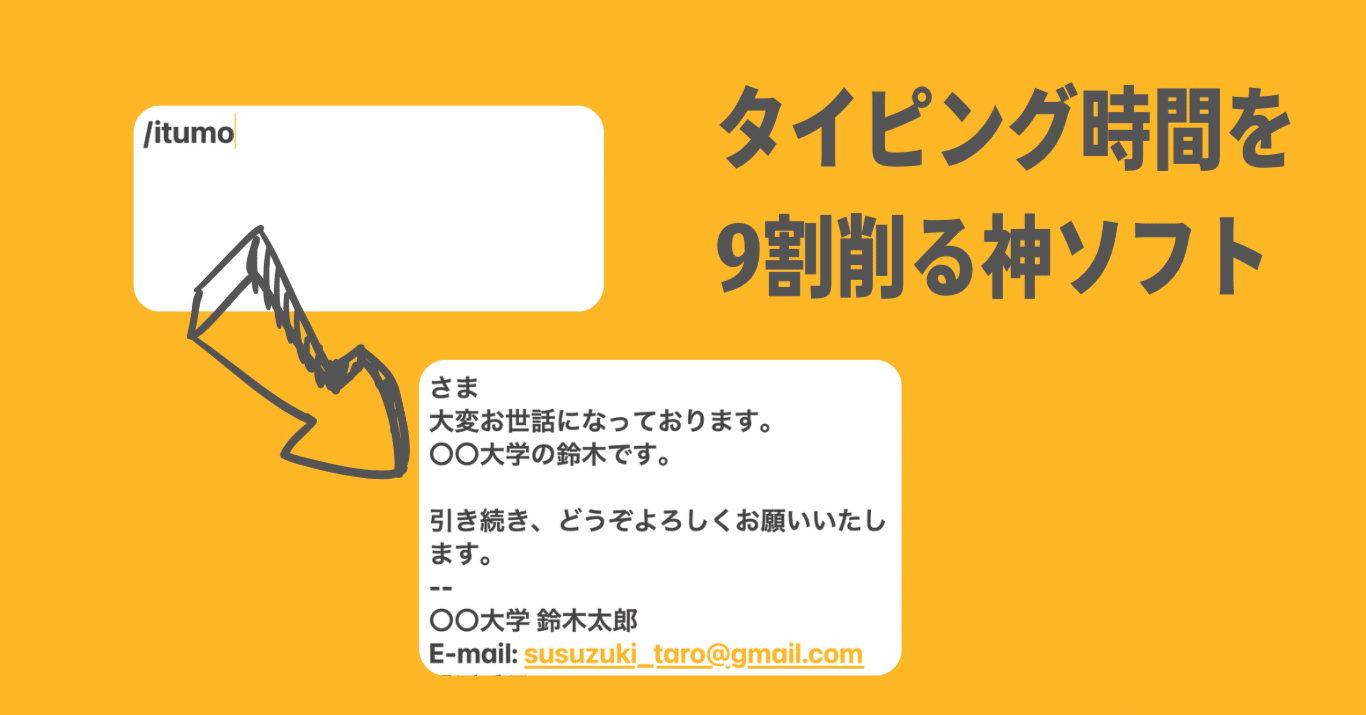 /itumo
タイピング時間を
9割削る神ソフト
さま
大変お世話になっております。
〇〇大学の鈴木です。
引き続き、どうぞよろしくお願いいたし
ます。
--
〇〇大学 鈴木太郎
E-mail: susuzuki_taro@gmail.com